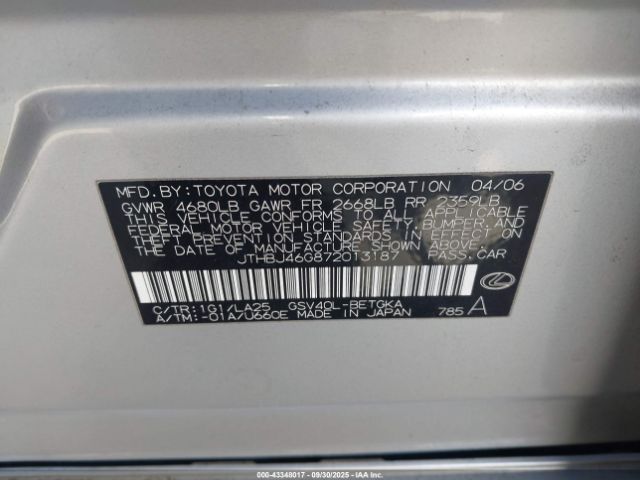 MFD.BY:TOYOTA MOTOR CORPORATION 04/06
GVWR 4680LB GAWR FR 2668LB RR 2359LB
THIS VEHICLE CONFORMS TO ALL APPLICABLE
FEDERAL MOTOR VEHICLE SAFETY, BUMPER, AND
THEFT PREVENTION STANDARDS IN EFFECT ON
THE DATE OF MANUFACTURE SHOWN ABOVE.
JTHBJ46G872013187 PASS.CAR
C/TR:1G1/LA25 GSV40L-BETGKA
A/TM:-01A/U660E MADE IN JAPAN 785 A
000-43348017 - 09/30/2025 - IAA Inc.